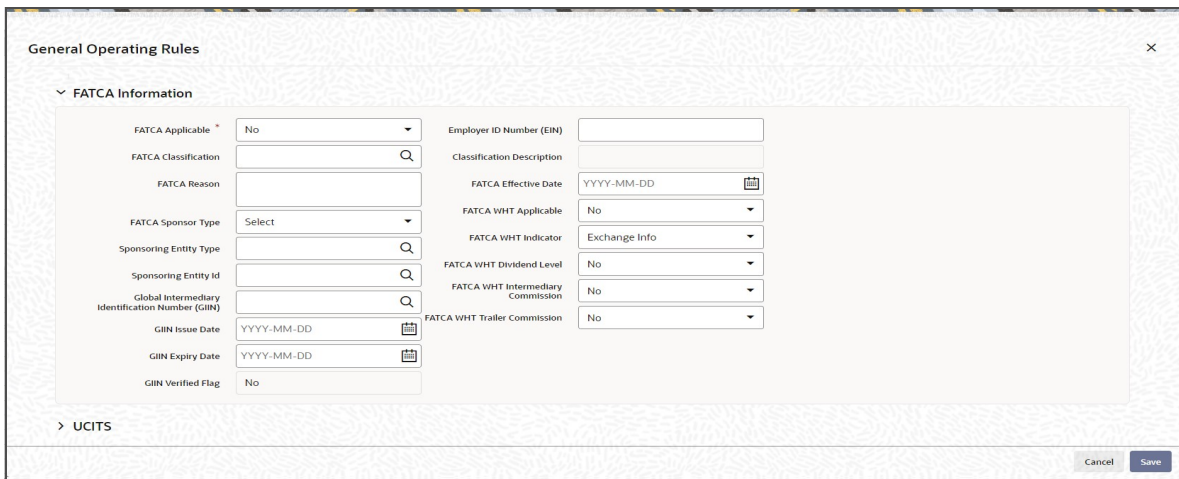 General Operating Rules
FATCA Information
FATCA Applicable * No
FATCA Classification
FATCA Reason
FATCA Sponsor Type Select
Sponsoring Entity Type
Sponsoring Entity Id
Global Intermediary
Identification Number (GIIN)
GIIN Issue Date YYYY-MM-DD
GIIN Expiry Date YYYY-MM-DD
GIIN Verified Flag No
Employer ID Number (EIN)
Classification Description
FATCA Effective Date YYYY-MM-DD
FATCA WHT Applicable No
FATCA WHT Indicator Exchange Info
FATCA WHT Dividend Level No
FATCA WHT Intermediary
Commission No
FATCA WHT Trailer Commission No
UCITS
Cancel Save